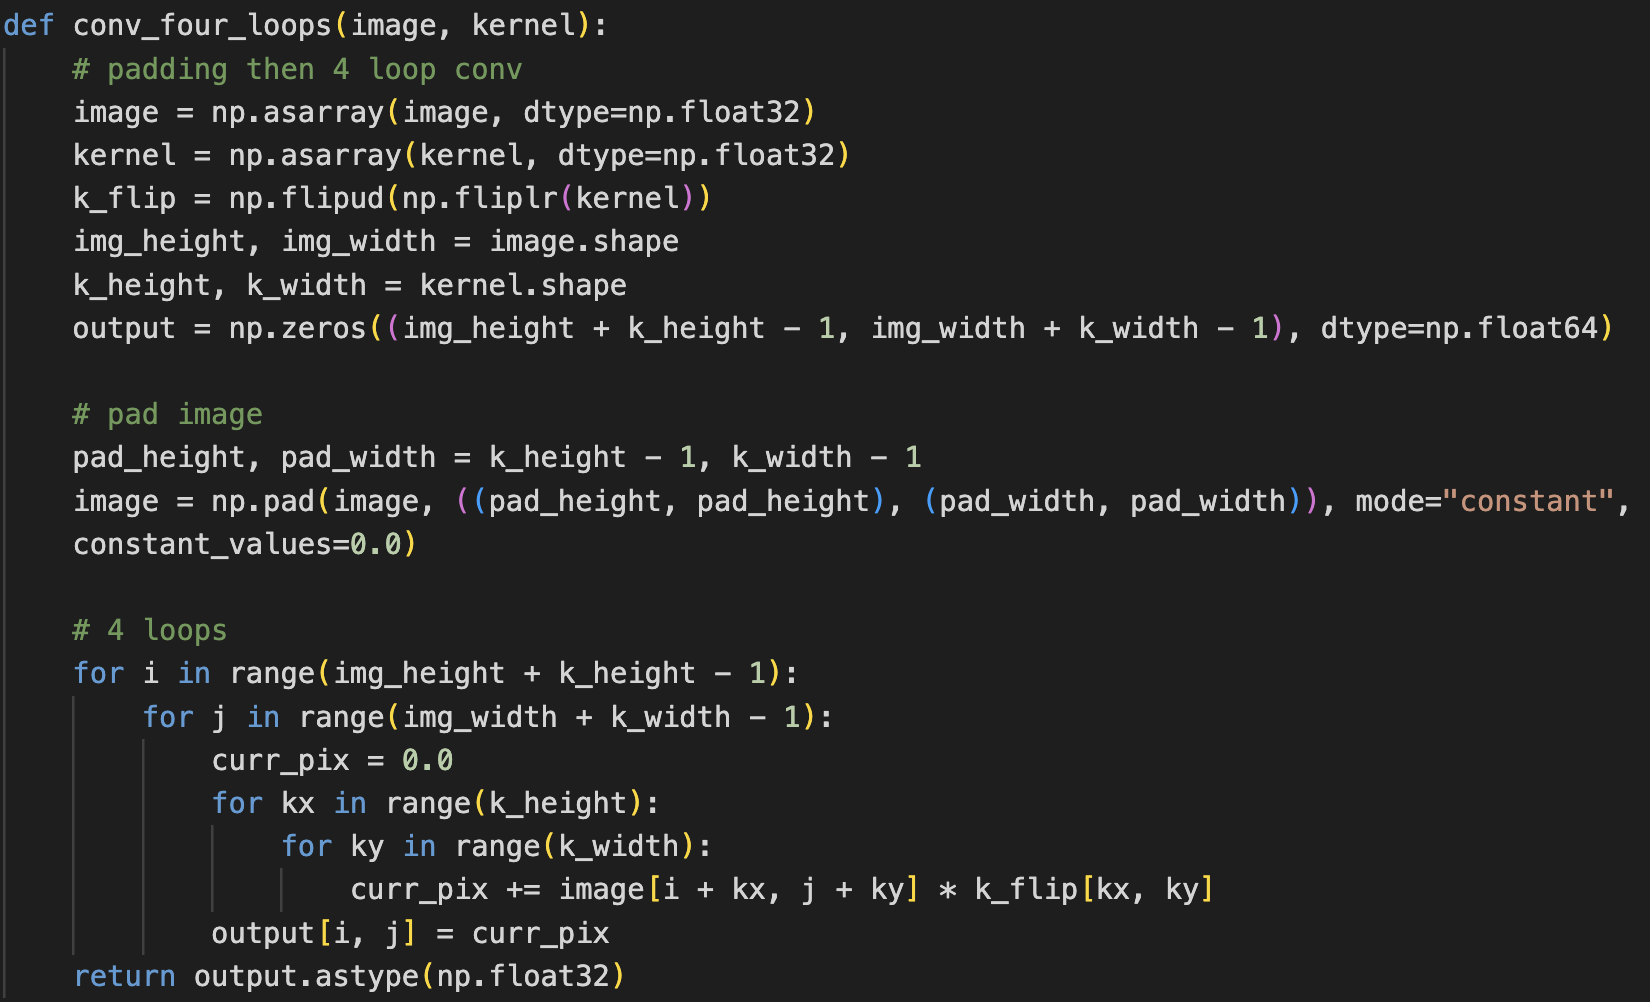 def conv_four_loops(image, kernel):
    # padding then 4 loop conv
    image = np.asarray(image, dtype=np.float32)
    kernel = np.asarray(kernel, dtype=np.float32)
    k_flip = np.flipud(np.fliplr(kernel))
    img_height, img_width = image.shape
    k_height, k_width = kernel.shape
    output = np.zeros((img_height + k_height - 1, img_width + k_width - 1), dtype=np.float64)

    # pad image
    pad_height, pad_width = k_height - 1, k_width - 1
    image = np.pad(image, ((pad_height, pad_height), (pad_width, pad_width)), mode="constant",
    constant_values=0.0)

    # 4 loops
    for i in range(img_height + k_height - 1):
        for j in range(img_width + k_width - 1):
            curr_pix = 0.0
            for kx in range(k_height):
                for ky in range(k_width):
                    curr_pix += image[i + kx, j + ky] * k_flip[kx, ky]
            output[i, j] = curr_pix
    return output.astype(np.float32)